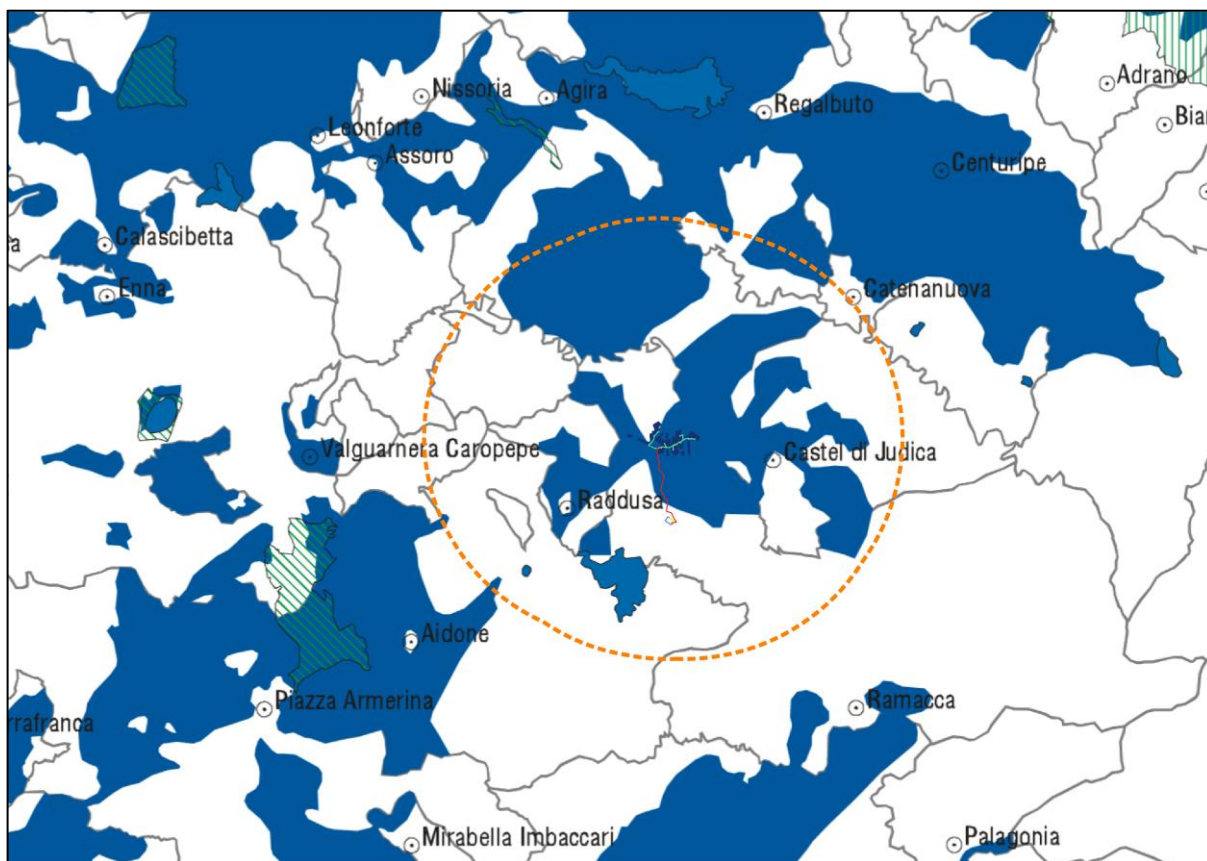 Adrano
Nissoria
Agira
Regalbuto
Bian
Leonforte
Assoro
Centuripe
a
Calascibetta
Enna
Catenanuova
Valguarnera Caropepe
Castel di Judica
Raddusa
Aidone
Piazza Armerina
Ramacca
rrafranca
Mirabella Imbaccari
Palagonia